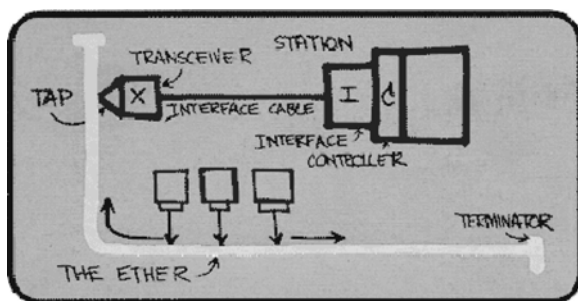 STATION
TRANSCEIVER
TAP
X
I
C
INTERFACE CABLE
INTERFACE
CONTROLLER
TERMINATOR
THE ETHER